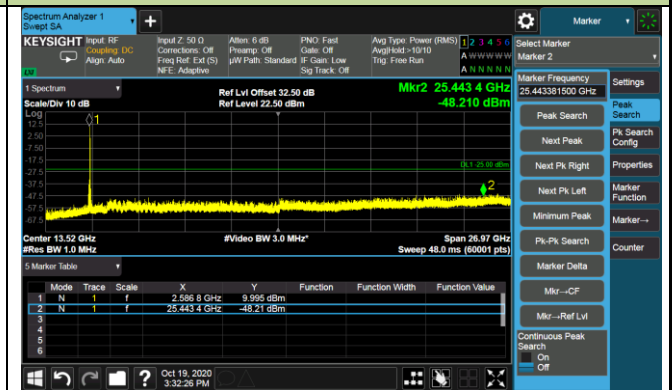 Spectrum Analyzer 1
Swept SA
Marker
KEYSIGHT
Input: RF
Coupling: DC
Align: Auto
Input Z: 50 Ω
Corrections: Off
Freq Ref: Ext (S)
NFE: Adaptive
Atten: 6 dB
Preamp: Off
µW Path: Standard
PNO: Fast
Gate: Off
IF Gain: Low
Sig Track: Off
Avg Type: Power (RMS)
Avg|Hold:>10/10
Trig: Free Run
1 2 3 4 5 6
A W W W W W
A N N N N N
Select Marker
Marker 2
1 Spectrum
Scale/Div 10 dB
Log
Ref Lvl Offset 32.50 dB
Ref Level 22.50 dBm
Mkr2 25.443 4 GHz
-48.210 dBm
12.5
2.50
-7.50
-17.5
-27.5
-37.5
-47.5
-57.5
-67.5
1
DL1 -25.00 dBm
2
Center 13.52 GHz
#Res BW 1.0 MHz
#Video BW 3.0 MHz*
Span 26.97 GHz
Sweep 48.0 ms (60001 pts)
5 Marker Table
Mode Trace Scale X Y Function Function Width Function Value
1 N 1 f 2.586 8 GHz 9.995 dBm
2 N 1 f 25.443 4 GHz -48.21 dBm
3
4
5
6
Marker Frequency
25.443381500 GHz
Peak Search
Next Peak
Next Pk Right
Next Pk Left
Minimum Peak
Pk-Pk Search
Marker Delta
Mkr→CF
Mkr→Ref Lvl
Continuous Peak
Search
On
Off
Settings
Peak
Search
Pk Search
Config
Properties
Marker
Function
Marker→
Counter
?
Oct 19, 2020
3:32:26 PM